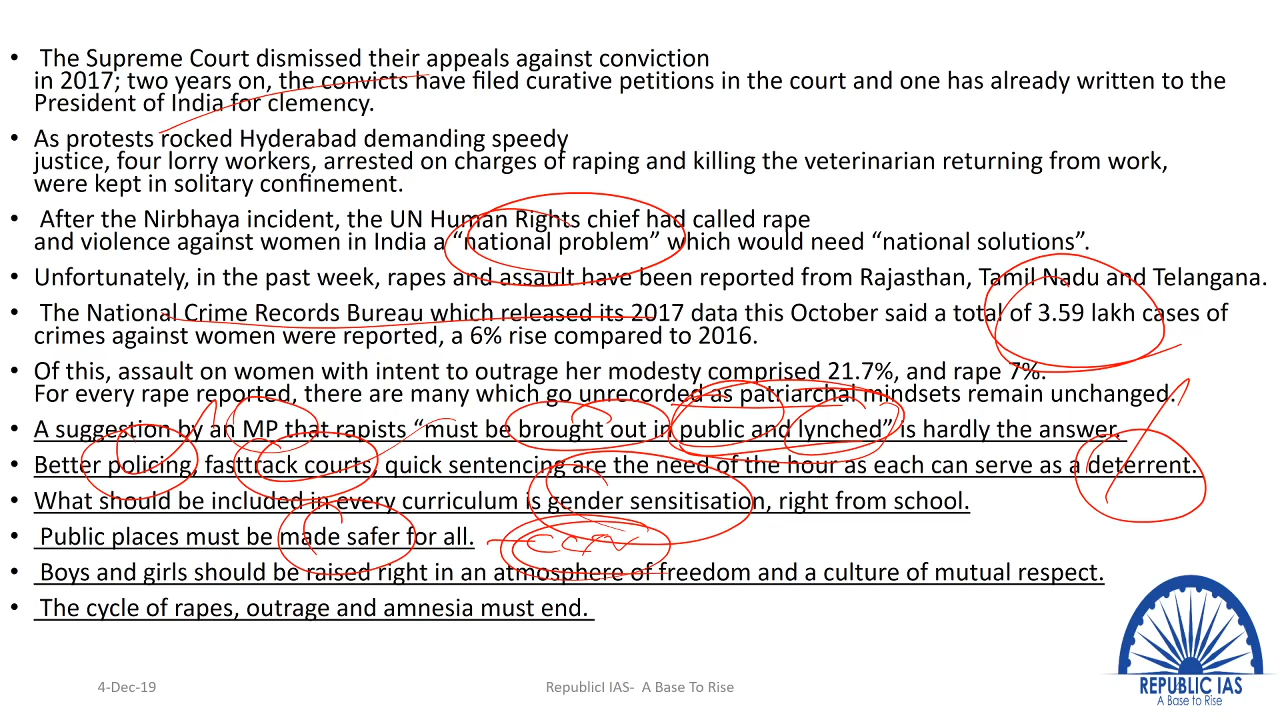 • The Supreme Court dismissed their appeals against conviction
in 2017; two years on, the convicts have filed curative petitions in the court and one has already written to the
President of India for clemency.
• As protests rocked Hyderabad demanding speedy
justice, four lorry workers, arrested on charges of raping and killing the veterinarian returning from work,
were kept in solitary confinement.
• After the Nirbhaya incident, the UN Human Rights chief had called rape
and violence against women in India a “national problem” which would need “national solutions”.
• Unfortunately, in the past week, rapes and assault have been reported from Rajasthan, Tamil Nadu and Telangana.
• The National Crime Records Bureau which released its 2017 data this October said a total of 3.59 lakh cases of
crimes against women were reported, a 6% rise compared to 2016.
• Of this, assault on women with intent to outrage her modesty comprised 21.7%, and rape 7%.
For every rape reported, there are many which go unrecorded as patriarchal mindsets remain unchanged.
• A suggestion by an MP that rapists “must be brought out in public and lynched” is hardly the answer.
• Better policing, fasttrack courts, quick sentencing are the need of the hour as each can serve as a deterrent.
• What should be included in every curriculum is gender sensitisation, right from school.
• Public places must be made safer for all. CCTV
• Boys and girls should be raised right in an atmosphere of freedom and a culture of mutual respect.
• The cycle of rapes, outrage and amnesia must end.
REPUBLIC IAS
A Base to Rise
4-Dec-19 RepublicI IAS- A Base To Rise